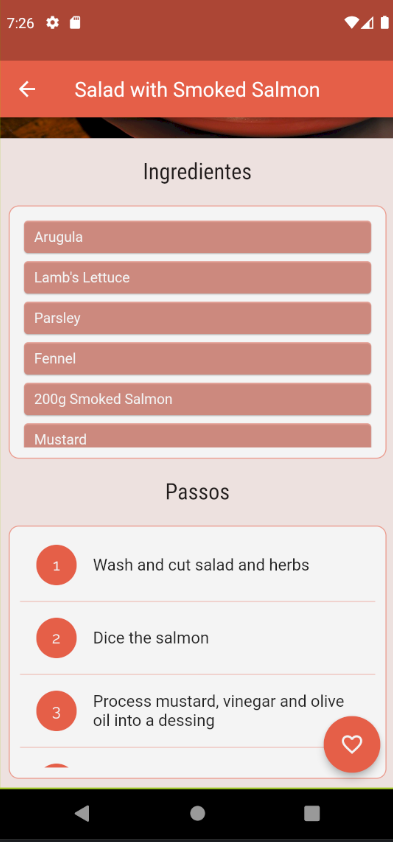 7:26
Salad with Smoked Salmon
Ingredientes
Arugula
Lamb's Lettuce
Parsley
Fennel
200g Smoked Salmon
Mustard
Passos
1 Wash and cut salad and herbs
2 Dice the salmon
3 Process mustard, vinegar and olive
oil into a dessing